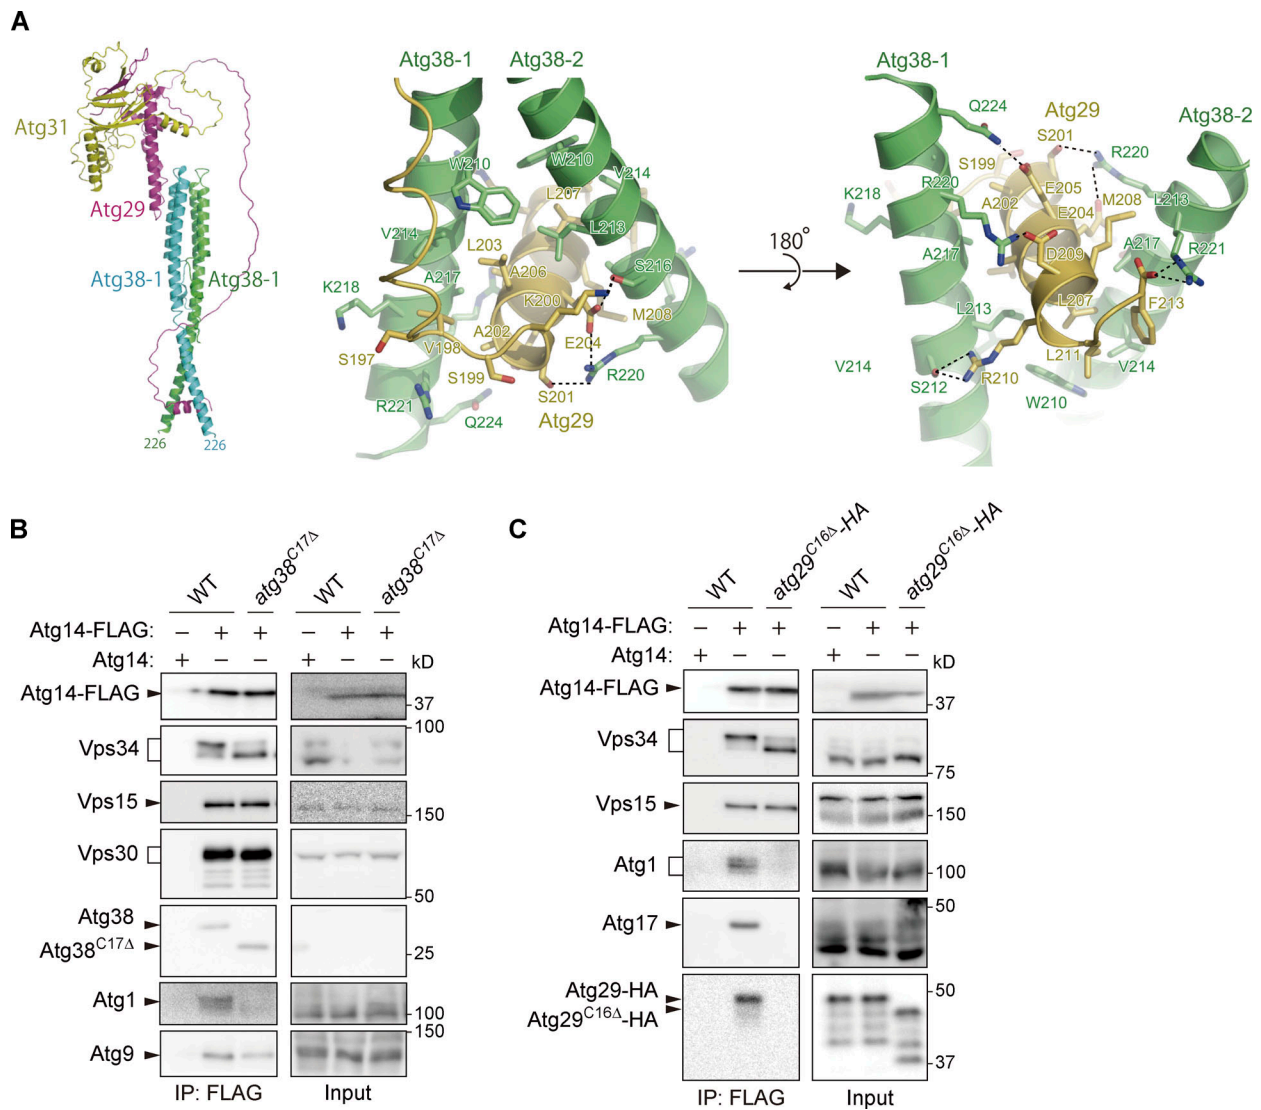 A
Atg31
Atg29
Atg38-1
Atg38-1
226
226
Atg38-1
Atg38-2
W210
W210
V214
L207
L213
L203
V214
A206
S216
A217
K218
K200
M208
A202
E204
S197
V198
R220
S199
S201
R221
Q224
Atg29
180°
Atg38-1
Q224
Atg29
S201
Atg38-2
R220
S199
E205
R220
K218
A202
E204
M208
L213
A217
D209
A217
R221
L207
F213
L213
V214
L211
V214
S212
R210
W210
B
WT
atg38C17Δ
WT
atg38C17Δ
Atg14-FLAG: − + + − + +
Atg14: + − − + − − kD
Atg14-FLAG
37
100
Vps34
Vps15
150
Vps30
50
Atg38
Atg38C17Δ
25
Atg1
100
150
Atg9
IP: FLAG
Input
C
WT
atg29C16Δ-HA
WT
atg29C16Δ-HA
Atg14-FLAG: − + + − + +
Atg14: + − − + − − kD
Atg14-FLAG
37
Vps34
75
Vps15
150
Atg1
100
50
Atg17
Atg29-HA
50
Atg29C16Δ-HA
37
IP: FLAG
Input